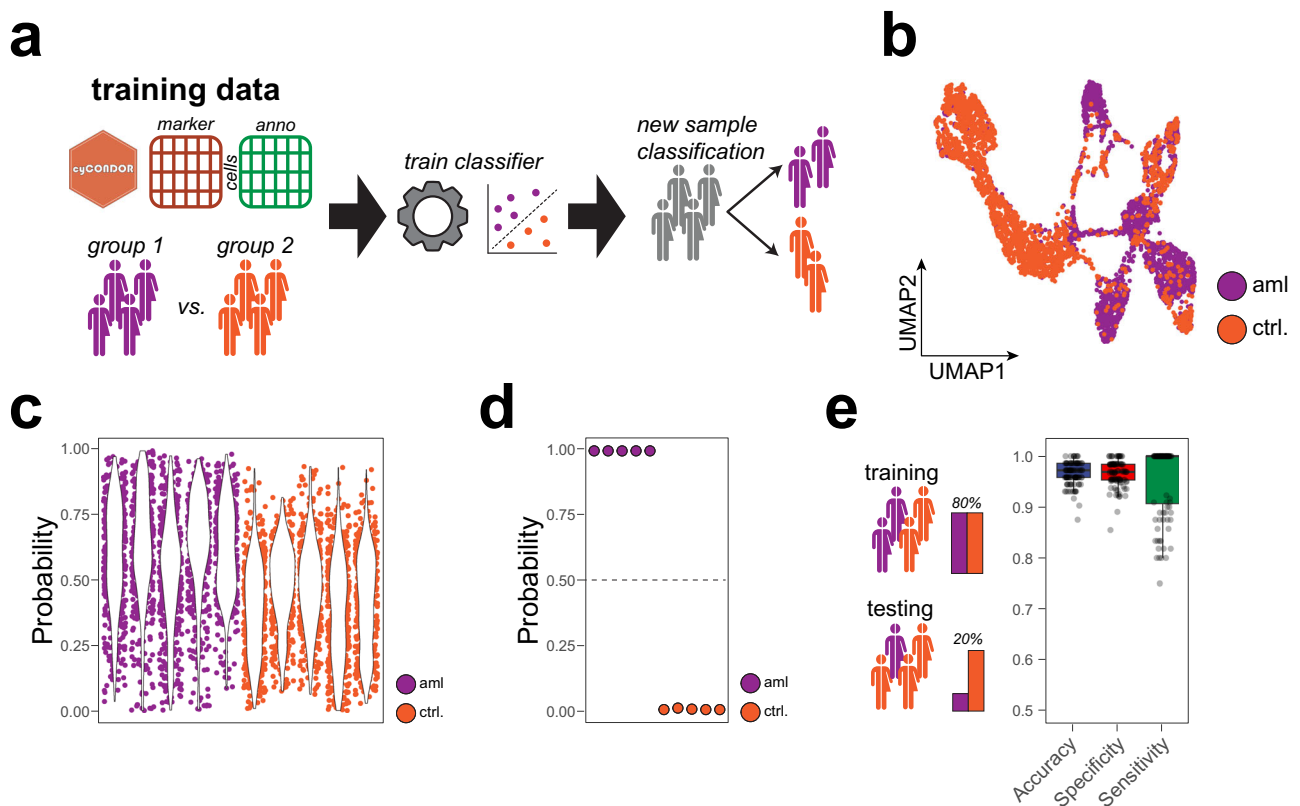 a
training data
marker
anno
cyCONDOR
cells
group 1
group 2
vs.
train classifier
new sample
classification
b
UMAP2
UMAP1
aml
ctrl.
c
Probability
1.00
0.75
0.50
0.25
0.00
aml
ctrl.
d
Probability
1.00
0.75
0.50
0.25
0.00
aml
ctrl.
e
training
80%
testing
20%
1.0
0.9
0.8
0.7
0.6
0.5
Accuracy
Specificity
Sensitivity